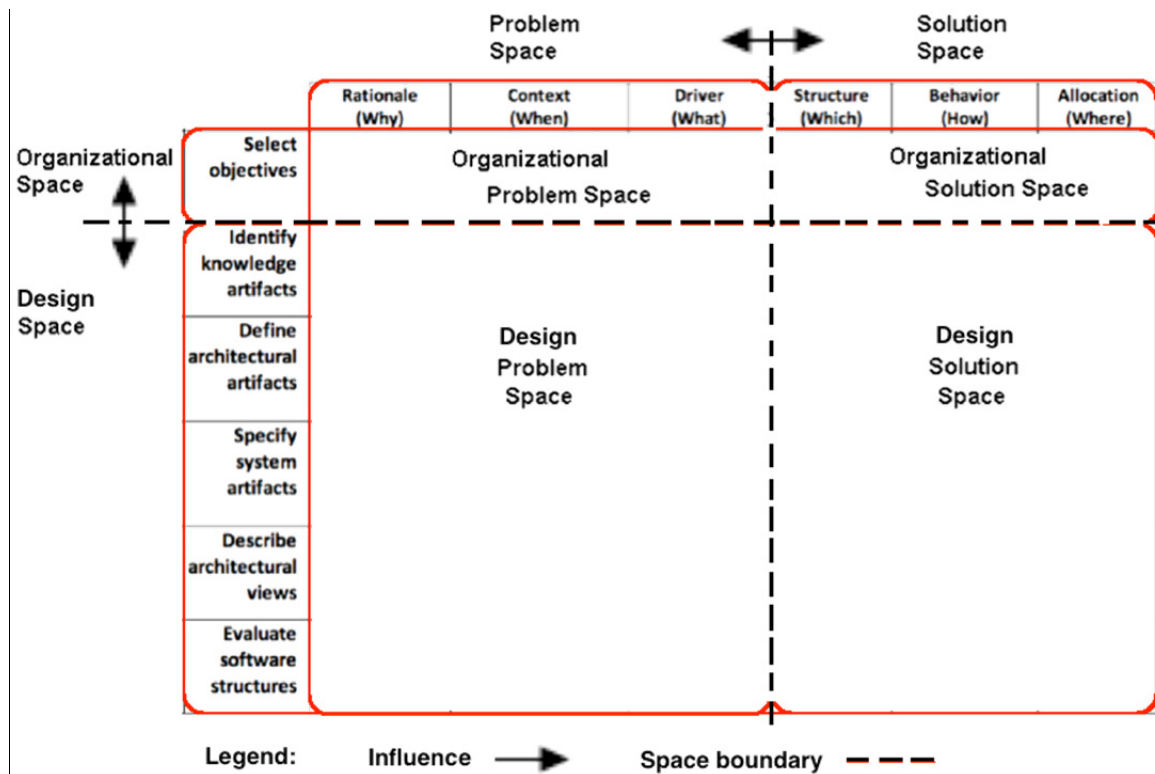 Problem
Space
Solution
Space
Rationale
(Why)
Context
(When)
Driver
(What)
Structure
(Which)
Behavior
(How)
Allocation
(Where)
Organizational
Space
Select
objectives
Organizational
Problem Space
Organizational
Solution Space
Design
Space
Identify
knowledge
artifacts
Define
architectural
artifacts
Specify
system
artifacts
Describe
architectural
views
Evaluate
software
structures
Design
Problem
Space
Design
Solution
Space
Legend: Influence Space boundary